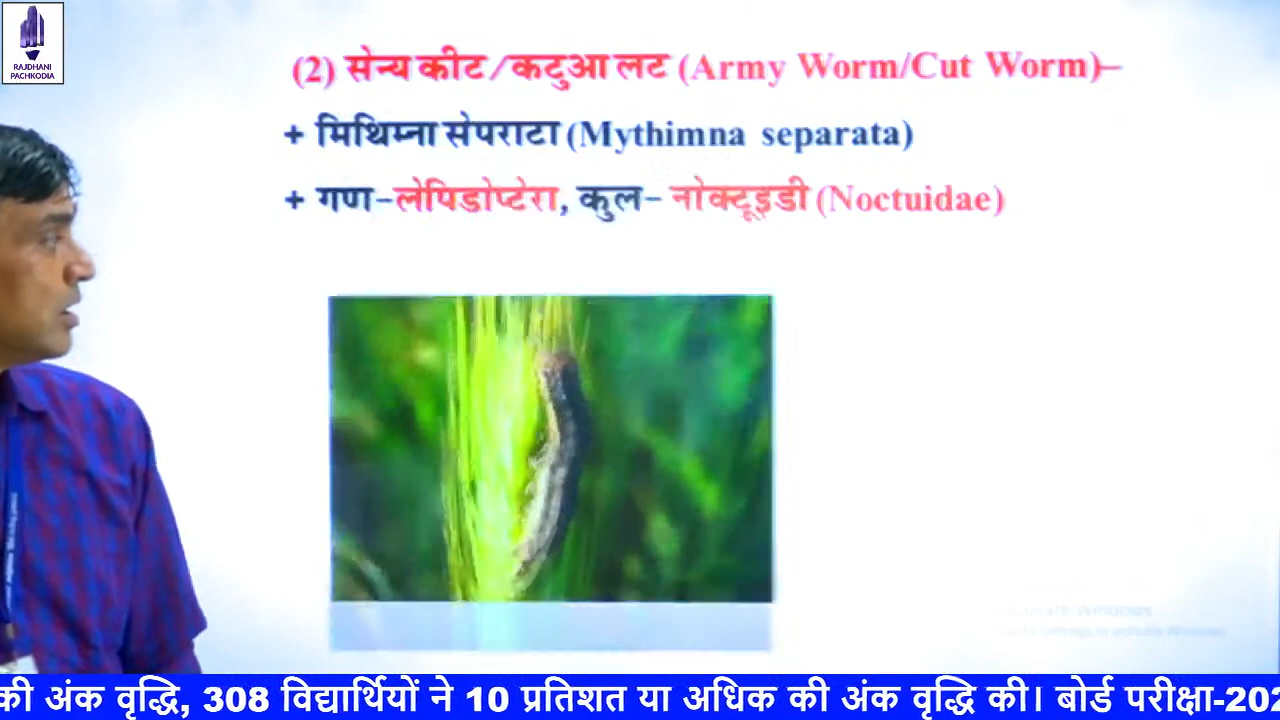 RAJDHANI
PACHKODIA
(2) सेन्य कीट/कटुआ लट (Army Worm/Cut Worm)–
+ मिथिम्ना सेपराटा (Mythimna separata)
+ गण–लेपिडोप्टेरा, कुल– नोक्टूइडी (Noctuidae)
की अंक वृद्धि, 308 विद्यार्थियों ने 10 प्रतिशत या अधिक की अंक वृद्धि की। बोर्ड परीक्षा-202